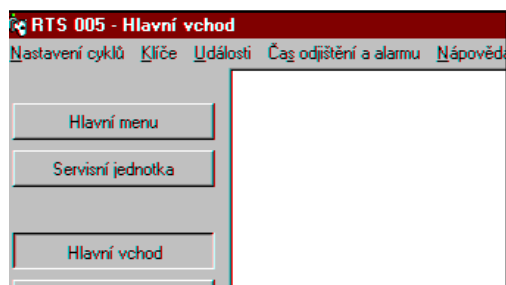 RTS 005 - Hlavní vchod
Nastavení cyklů Klíče Události Čas odjištění a alarmu Nápověda
Hlavní menu
Servisní jednotka
Hlavní vchod